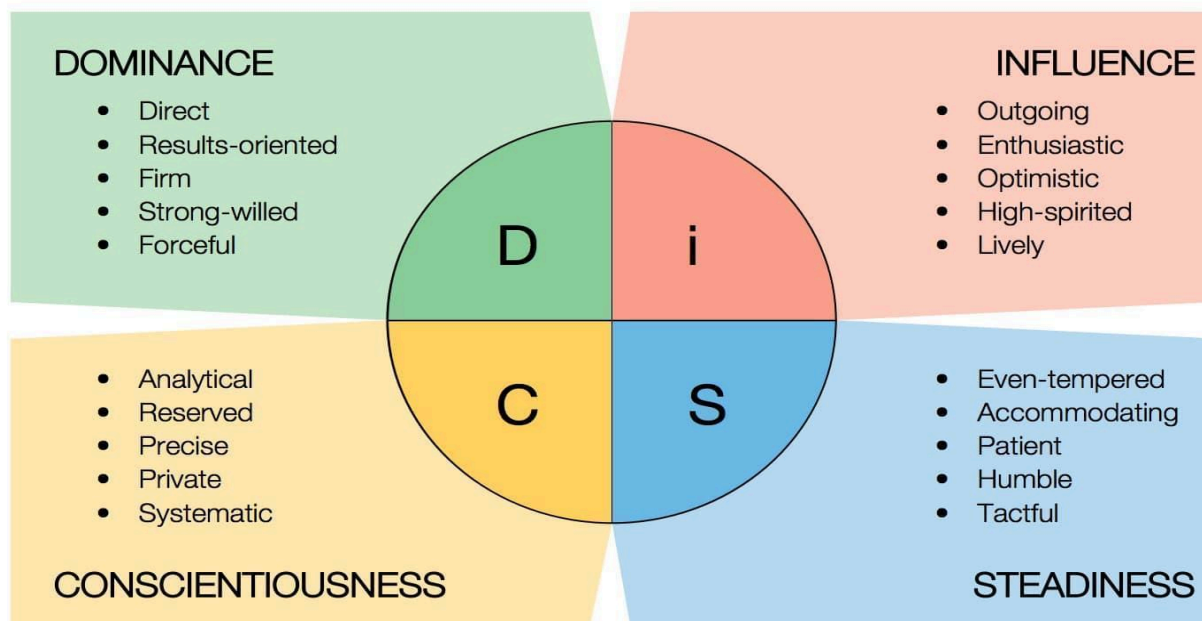 DOMINANCE
• Direct
• Results-oriented
• Firm
• Strong-willed
• Forceful
INFLUENCE
• Outgoing
• Enthusiastic
• Optimistic
• High-spirited
• Lively
D
i
C
S
• Analytical
• Reserved
• Precise
• Private
• Systematic
CONSCIENTIOUSNESS
• Even-tempered
• Accommodating
• Patient
• Humble
• Tactful
STEADINESS